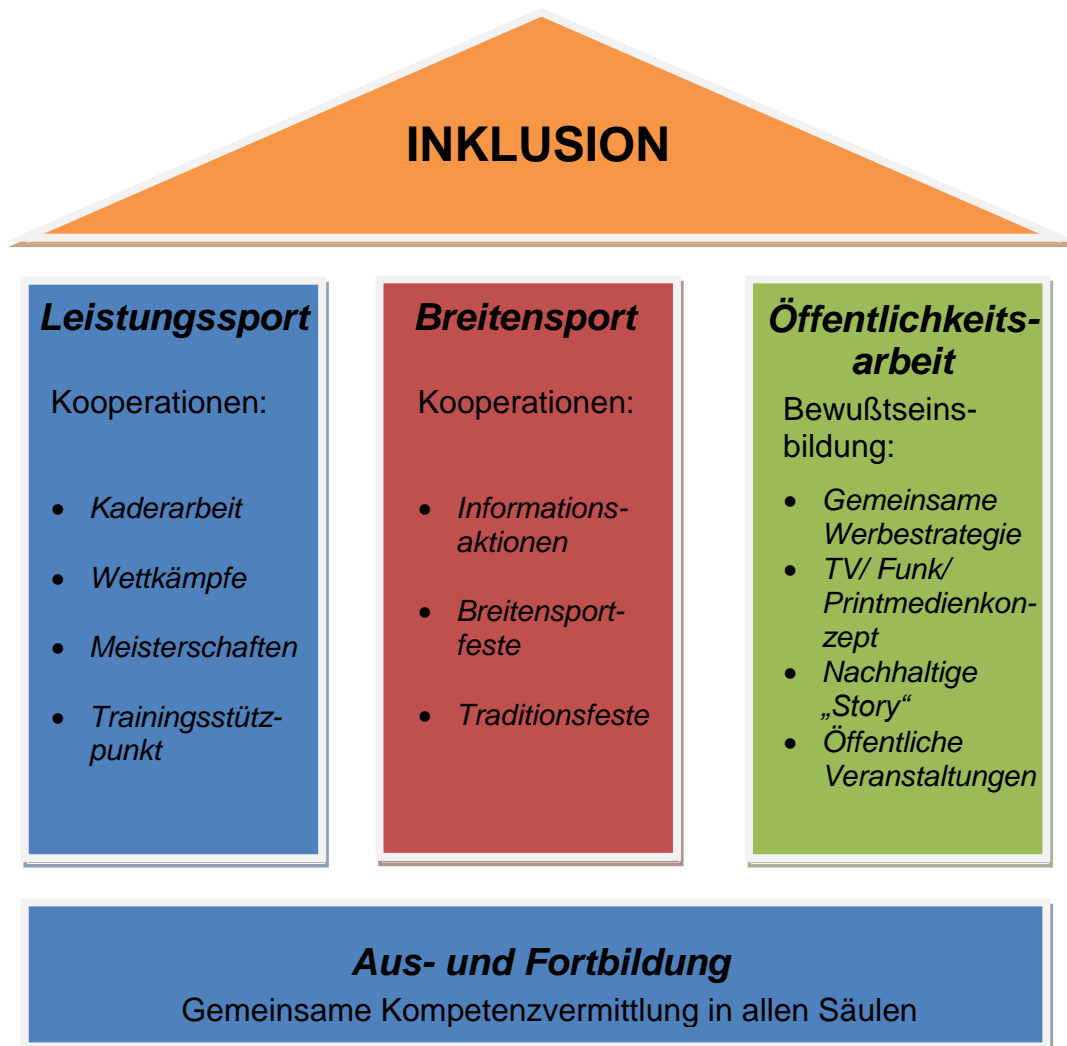 INKLUSION
Leistungssport
Kooperationen:
• Kaderarbeit
• Wettkämpfe
• Meisterschaften
• Trainingsstütz-
punkt
Breitensport
Kooperationen:
• Informations-
aktionen
• Breitensport-
feste
• Traditionsfeste
Öffentlichkeits-
arbeit
Bewußtseins-
bildung:
• Gemeinsame
Werbestrategie
• TV/ Funk/
Printmedienkon-
zept
• Nachhaltige
„Story“
• Öffentliche
Veranstaltungen
Aus- und Fortbildung
Gemeinsame Kompetenzvermittlung in allen Säulen